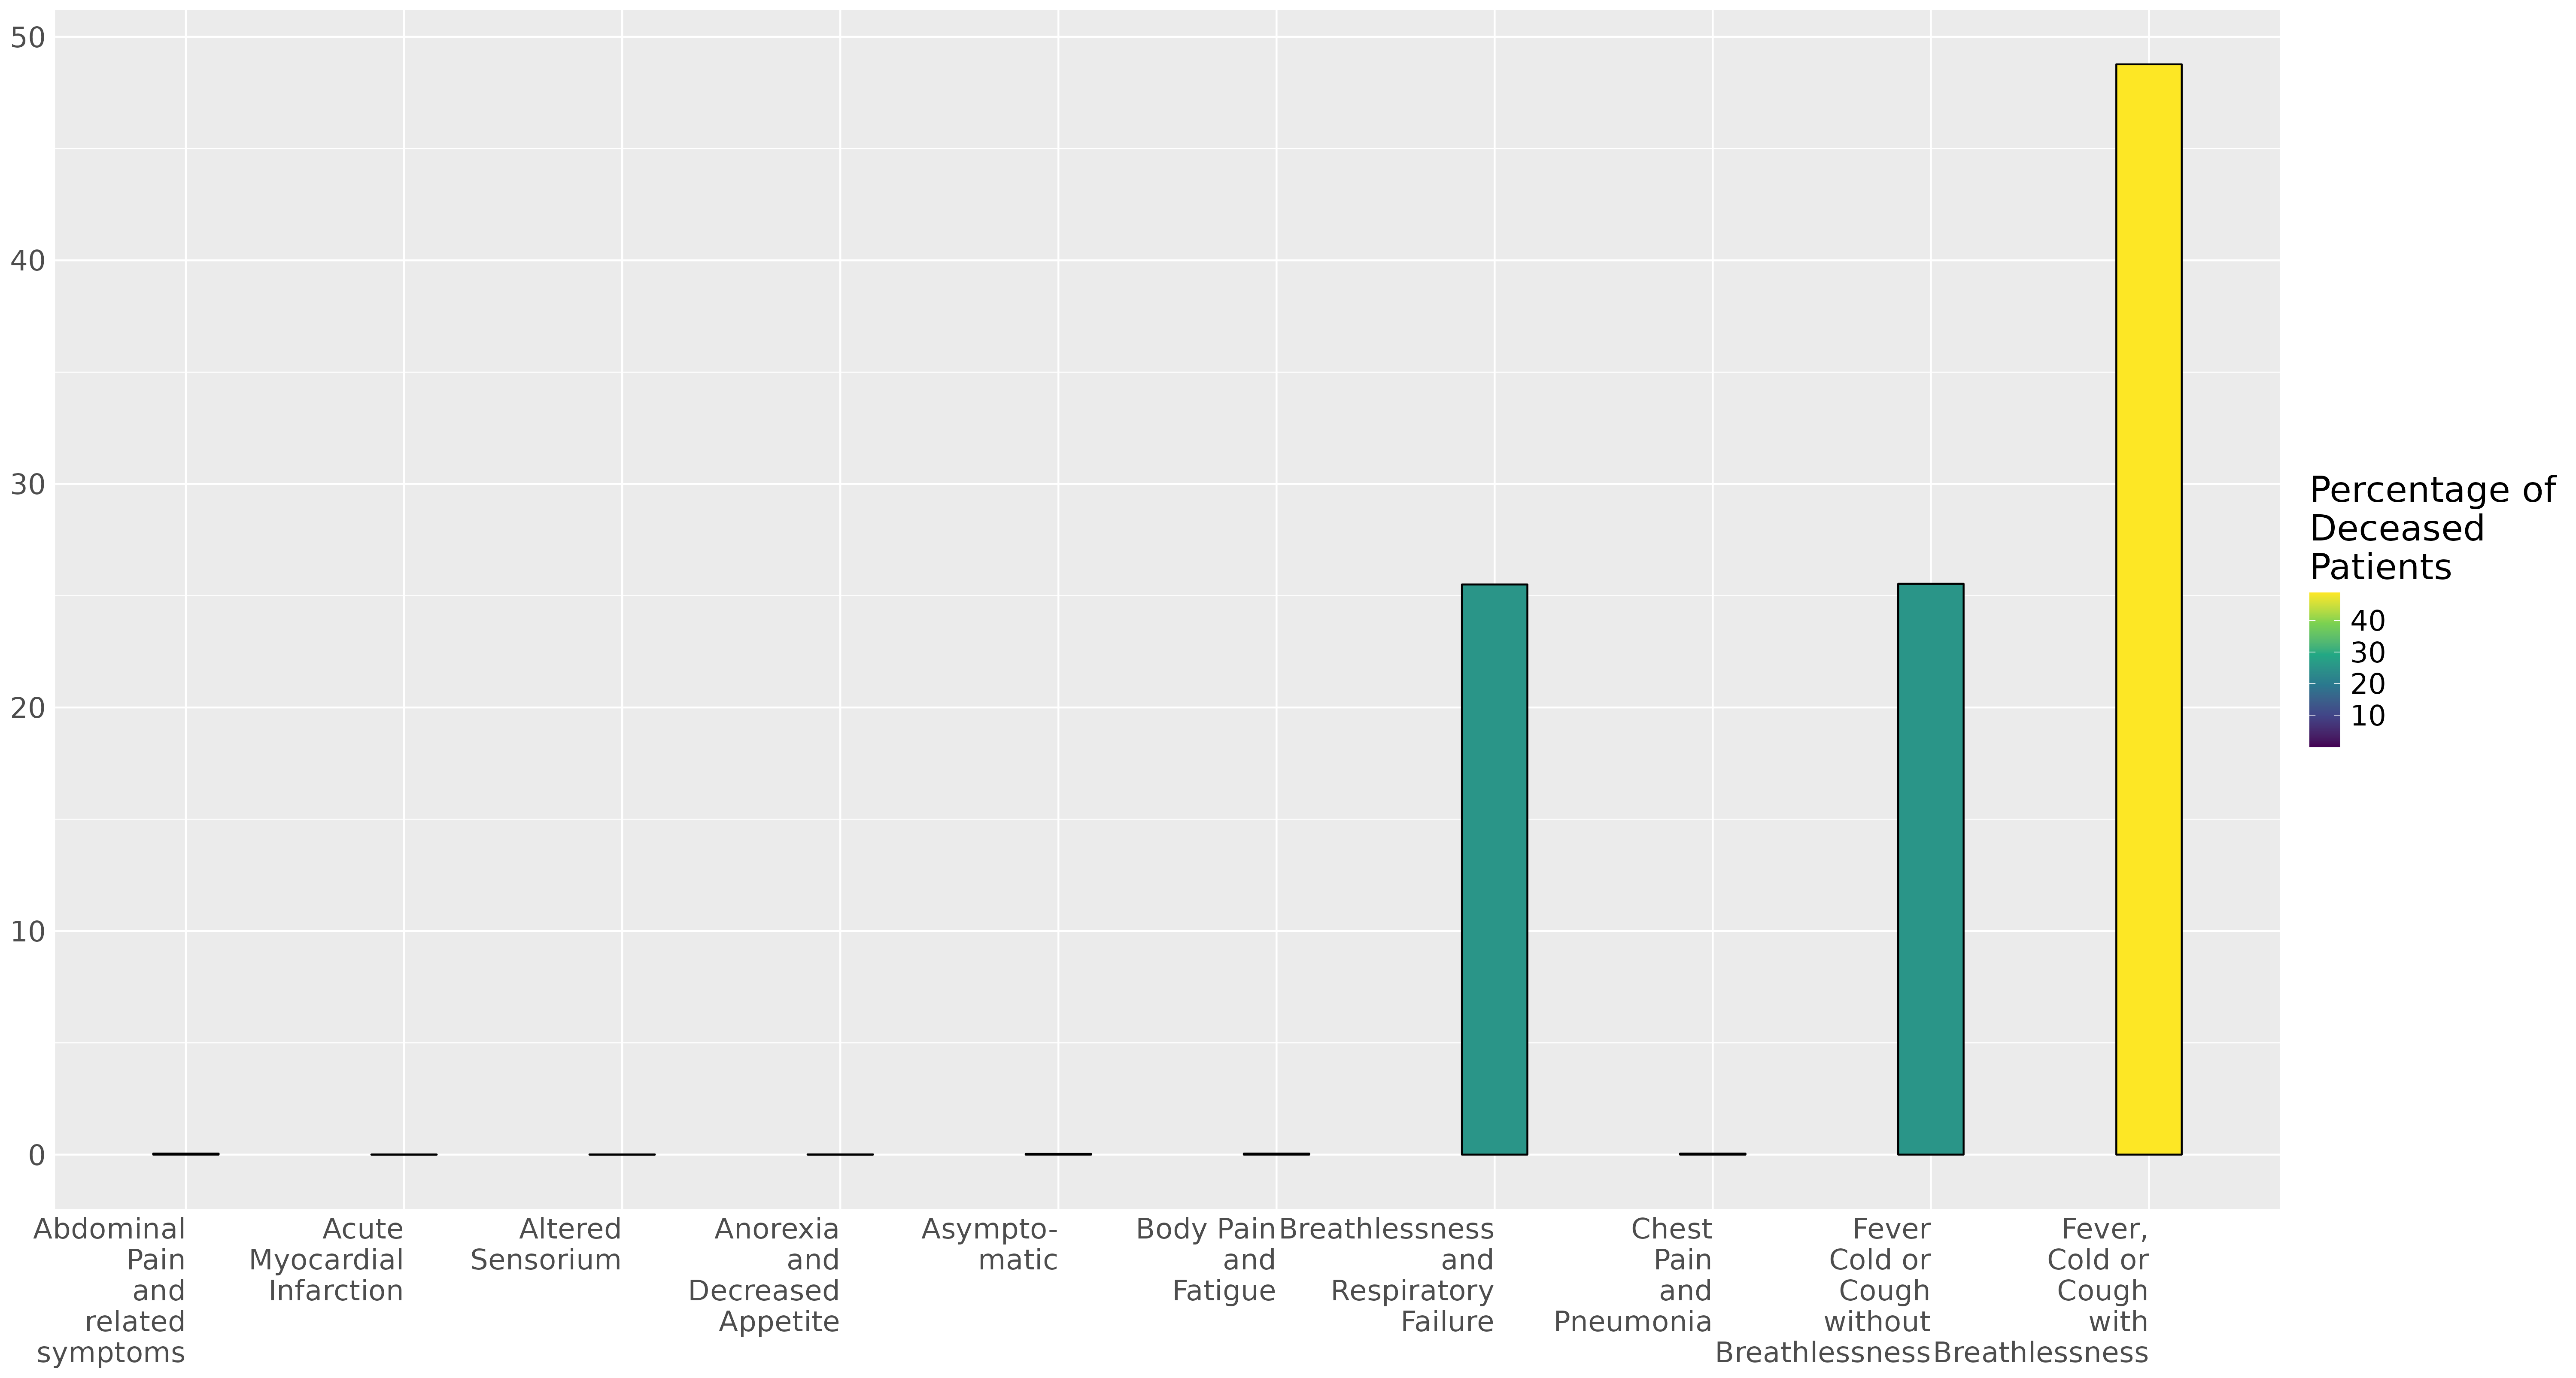 50
40
30
20
10
0
Abdominal
Pain
and
related
symptoms
Acute
Myocardial
Infarction
Altered
Sensorium
Anorexia
and
Decreased
Appetite
Asympto-
matic
Body Pain
and
Fatigue
Breathlessness
and
Respiratory
Failure
Chest
Pain
and
Pneumonia
Fever
Cold or
Cough
without
Breathlessness
Fever,
Cold or
Cough
with
Breathlessness
Percentage of
Deceased
Patients
40
30
20
10